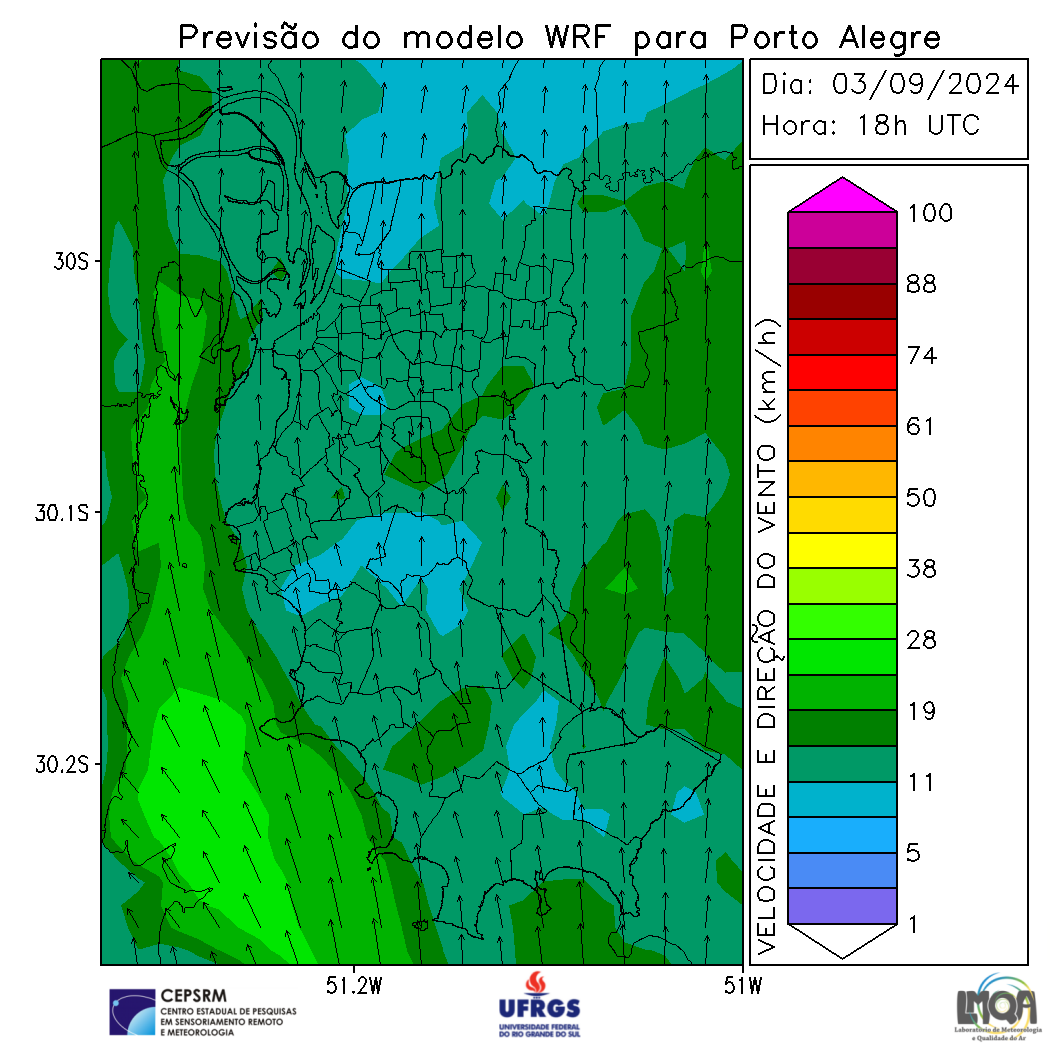 Previsão do modelo WRF para Porto Alegre
Dia: 03/09/2024
Hora: 18h UTC
30S
30.1S
30.2S
51.2W
51W
VELOCIDADE E DIREÇÃO DO VENTO (km/h)
100
88
74
61
50
38
28
19
11
5
1
CEPSRM
CENTRO ESTADUAL DE PESQUISAS
EM SENSORIAMENTO REMOTO
E METEOROLOGIA
UFRGS
UNIVERSIDADE FEDERAL
DO RIO GRANDE DO SUL
LMQA
Laboratório de Meteorologia
e Qualidade do Ar